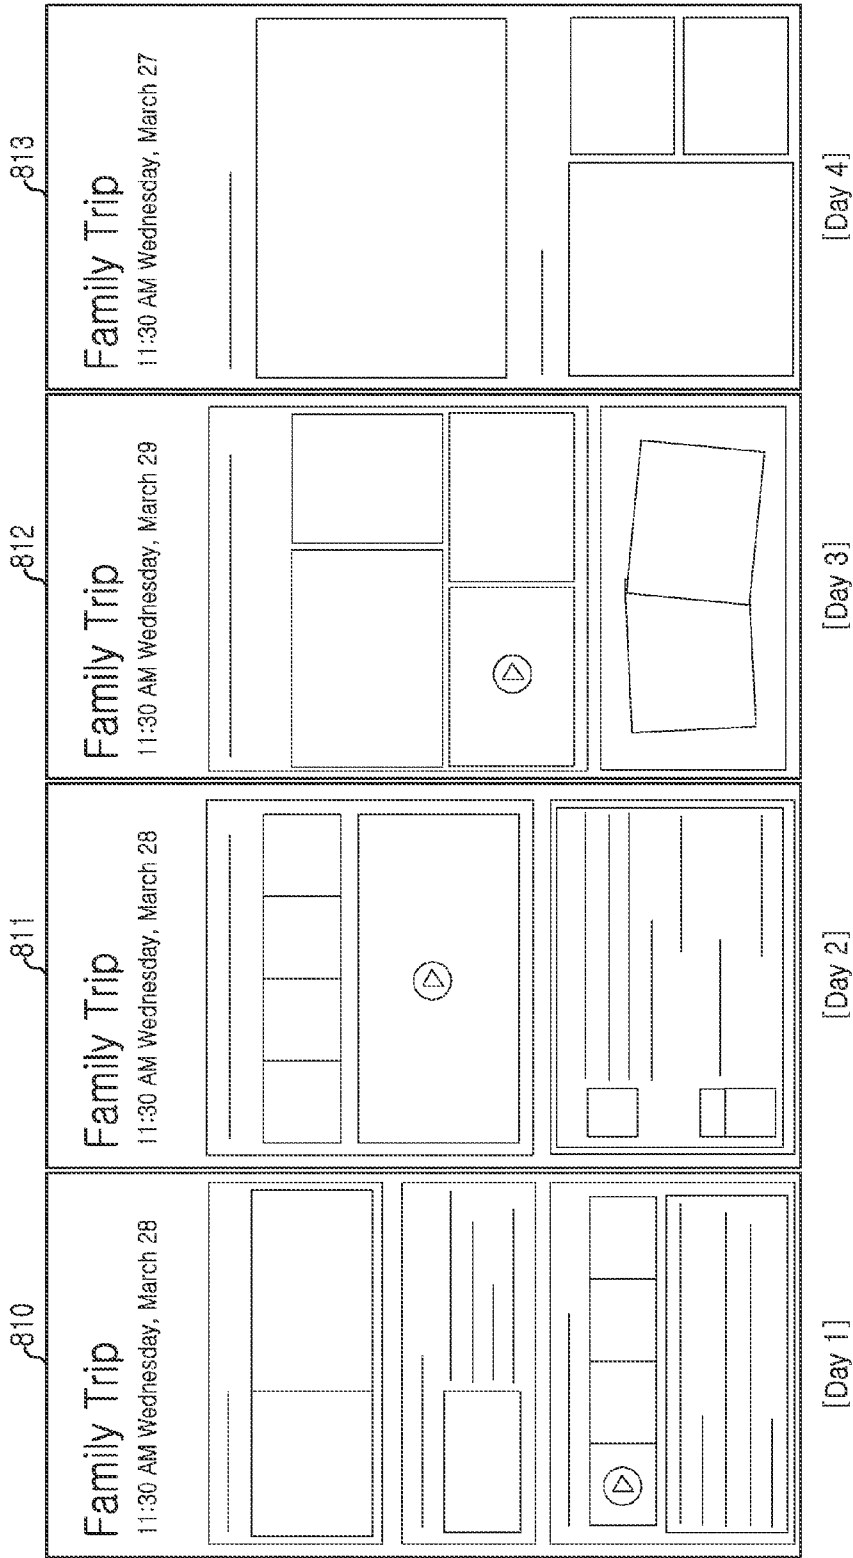 810
Family Trip
11:30 AM Wednesday, March 28
[Day 1]
811
Family Trip
11:30 AM Wednesday, March 28
[Day 2]
812
Family Trip
11:30 AM Wednesday, March 29
[Day 3]
813
Family Trip
11:30 AM Wednesday, March 27
[Day 4]